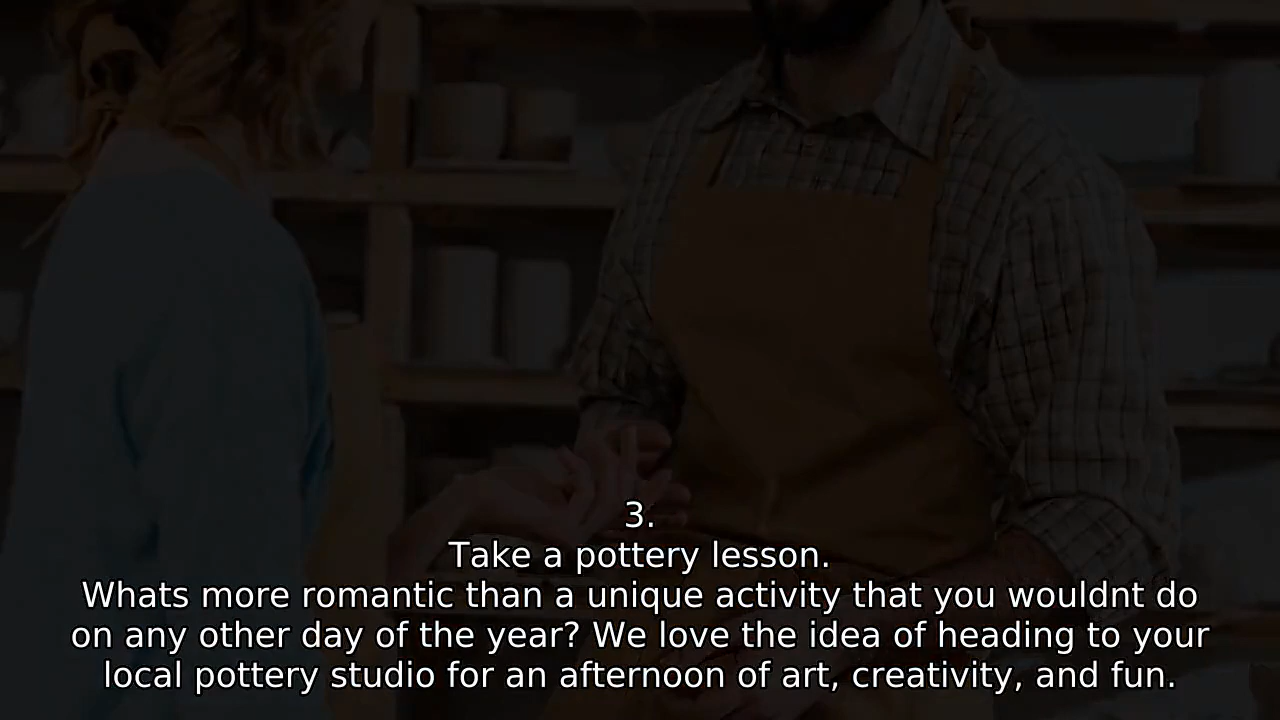 3.
Take a pottery lesson.
Whats more romantic than a unique activity that you wouldnt do
on any other day of the year? We love the idea of heading to your
local pottery studio for an afternoon of art, creativity, and fun.